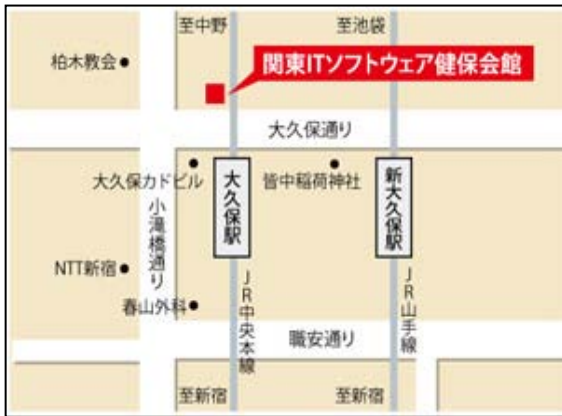 至中野
至池袋
柏木教会
関東ITソフトウェア健保会館
大久保通り
大久保カドビル
皆中稲荷神社
大久保駅
新大久保駅
小滝橋通り
NTT新宿
春山外科
JR中央本線
JR山手線
職安通り
至新宿
至新宿